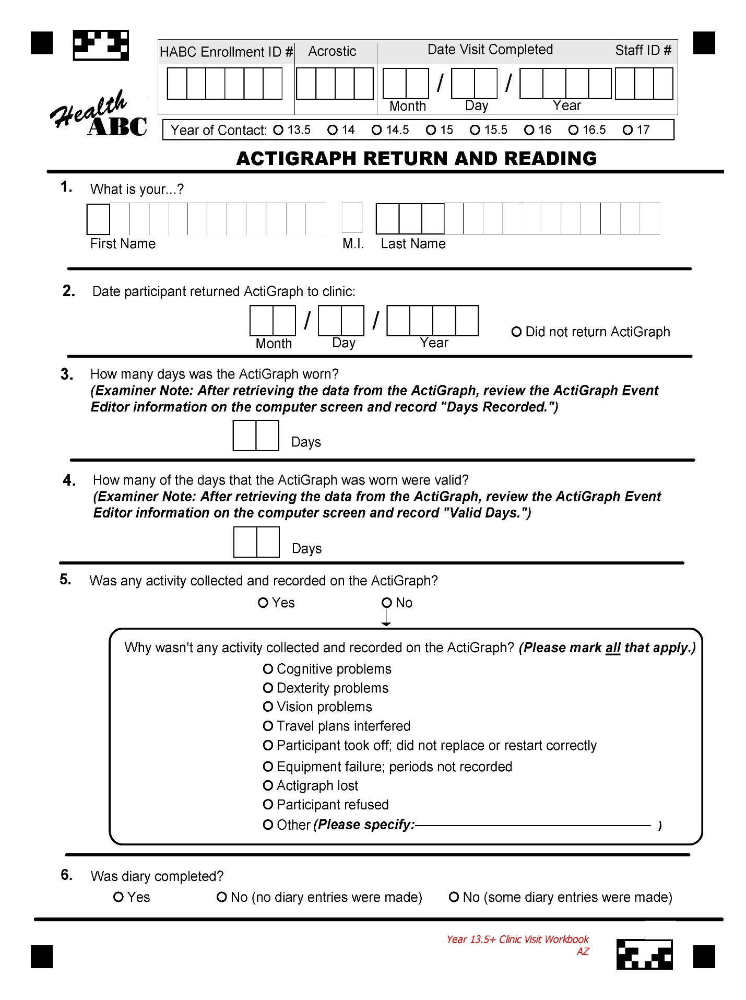 HABC Enrollment ID # Acrostic Date Visit Completed Staff ID #
/ /
Month Day Year
Health
ABC
Year of Contact: O 13.5 O 14 O 14.5 O 15 O 15.5 O 16 O 16.5 O 17
ACTIGRAPH RETURN AND READING
1. What is your...?
First Name M.I. Last Name
2. Date participant returned ActiGraph to clinic:
/ /
O Did not return ActiGraph
Month Day Year
3. How many days was the ActiGraph worn?
(Examiner Note: After retrieving the data from the ActiGraph, review the ActiGraph Event
Editor information on the computer screen and record "Days Recorded.")
Days
4. How many of the days that the ActiGraph was worn were valid?
(Examiner Note: After retrieving the data from the ActiGraph, review the ActiGraph Event
Editor information on the computer screen and record "Valid Days.")
Days
5. Was any activity collected and recorded on the ActiGraph?
O Yes O No
Why wasn't any activity collected and recorded on the ActiGraph? (Please mark all that apply.)
O Cognitive problems
O Dexterity problems
O Vision problems
O Travel plans interfered
O Participant took off; did not replace or restart correctly
O Equipment failure; periods not recorded
O Actigraph lost
O Participant refused
O Other (Please specify: )
6. Was diary completed?
O Yes O No (no diary entries were made) O No (some diary entries were made)
Year 13.5+ Clinic Visit Workbook
AZ